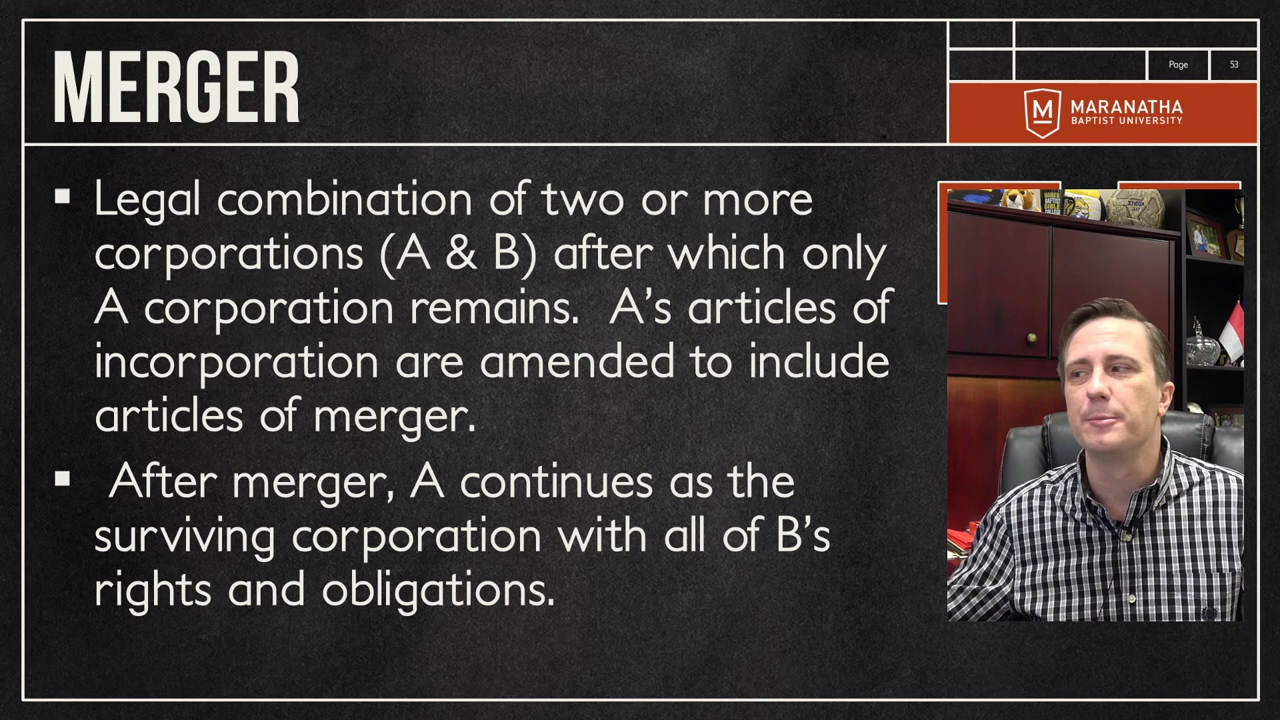 MERGER
Page 53
M MARANATHA
BAPTIST UNIVERSITY
▪ Legal combination of two or more
corporations (A & B) after which only
A corporation remains. A's articles of
incorporation are amended to include
articles of merger.
▪ After merger, A continues as the
surviving corporation with all of B's
rights and obligations.